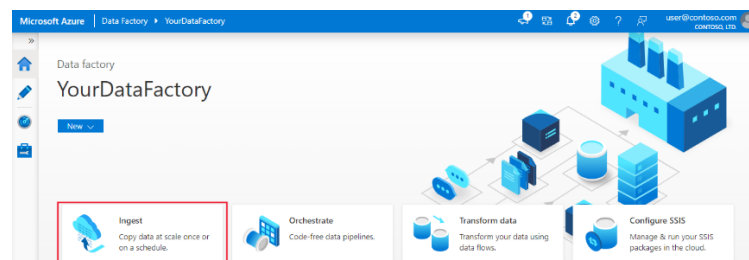 Microsoft Azure
Data Factory
YourDataFactory
user@contoso.com
CONTOSO, LTD.
Data factory
YourDataFactory
New
Ingest
Copy data at scale once or
on a schedule.
Orchestrate
Code-free data pipelines.
Transform data
Transform your data using
data flows.
Configure SSIS
Manage & run your SSIS
packages in the cloud.